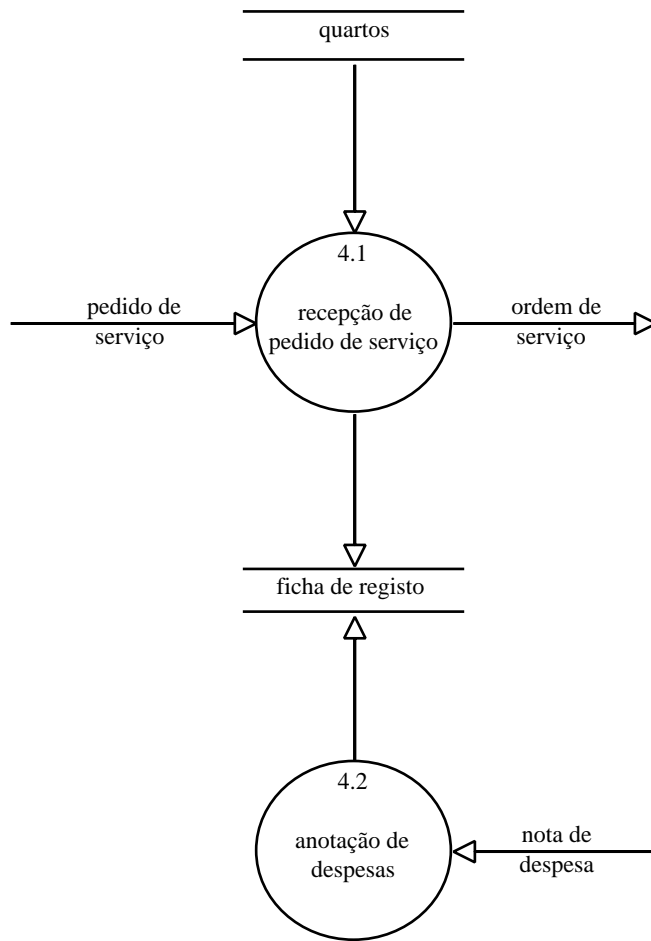 quartos
4.1
recepção de
pedido de serviço
pedido de
serviço
ordem de
serviço
ficha de registo
4.2
anotação de
despesas
nota de
despesa